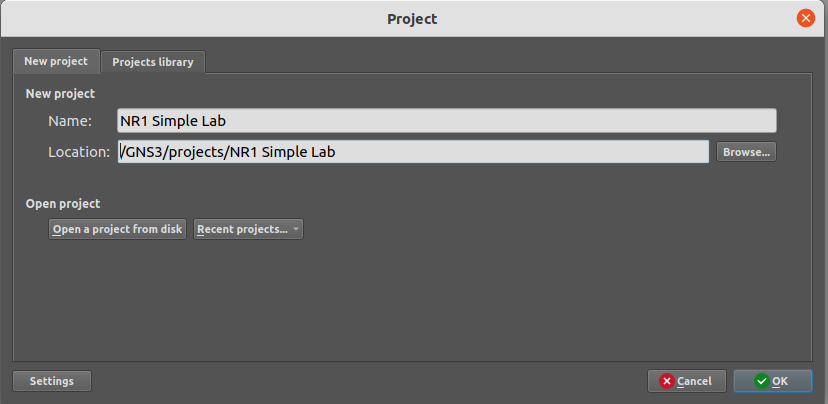 Project
New project Projects library
New project
Name: NR1 Simple Lab
Location: /GNS3/projects/NR1 Simple Lab Browse...
Open project
Open a project from disk Recent projects...
Settings Cancel OK